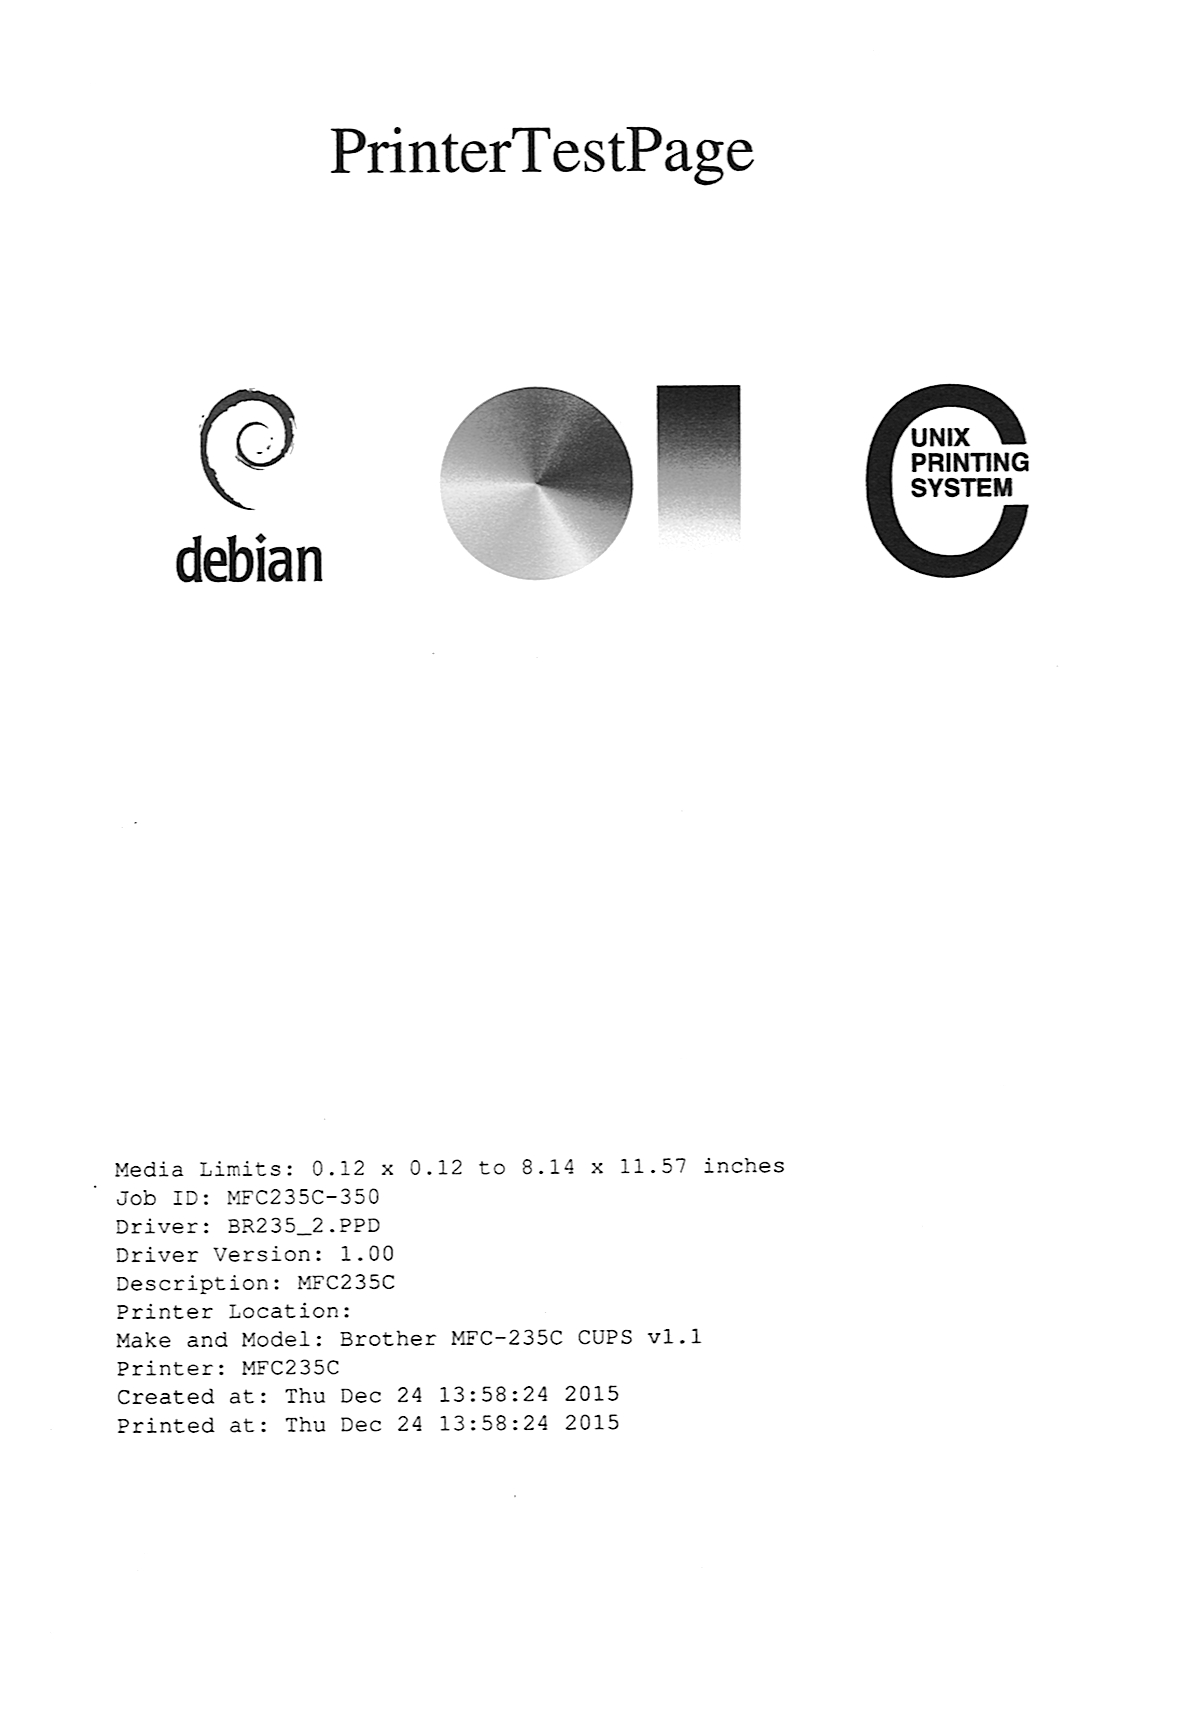 PrinterTestPage
debian
UNIX
PRINTING
SYSTEM
Media Limits: 0.12 x 0.12 to 8.14 x 11.57 inches
Job ID: MFC235C-350
Driver: BR235_2.PPD
Driver Version: 1.00
Description: MFC235C
Printer Location:
Make and Model: Brother MFC-235C CUPS v1.1
Printer: MFC235C
Created at: Thu Dec 24 13:58:24 2015
Printed at: Thu Dec 24 13:58:24 2015